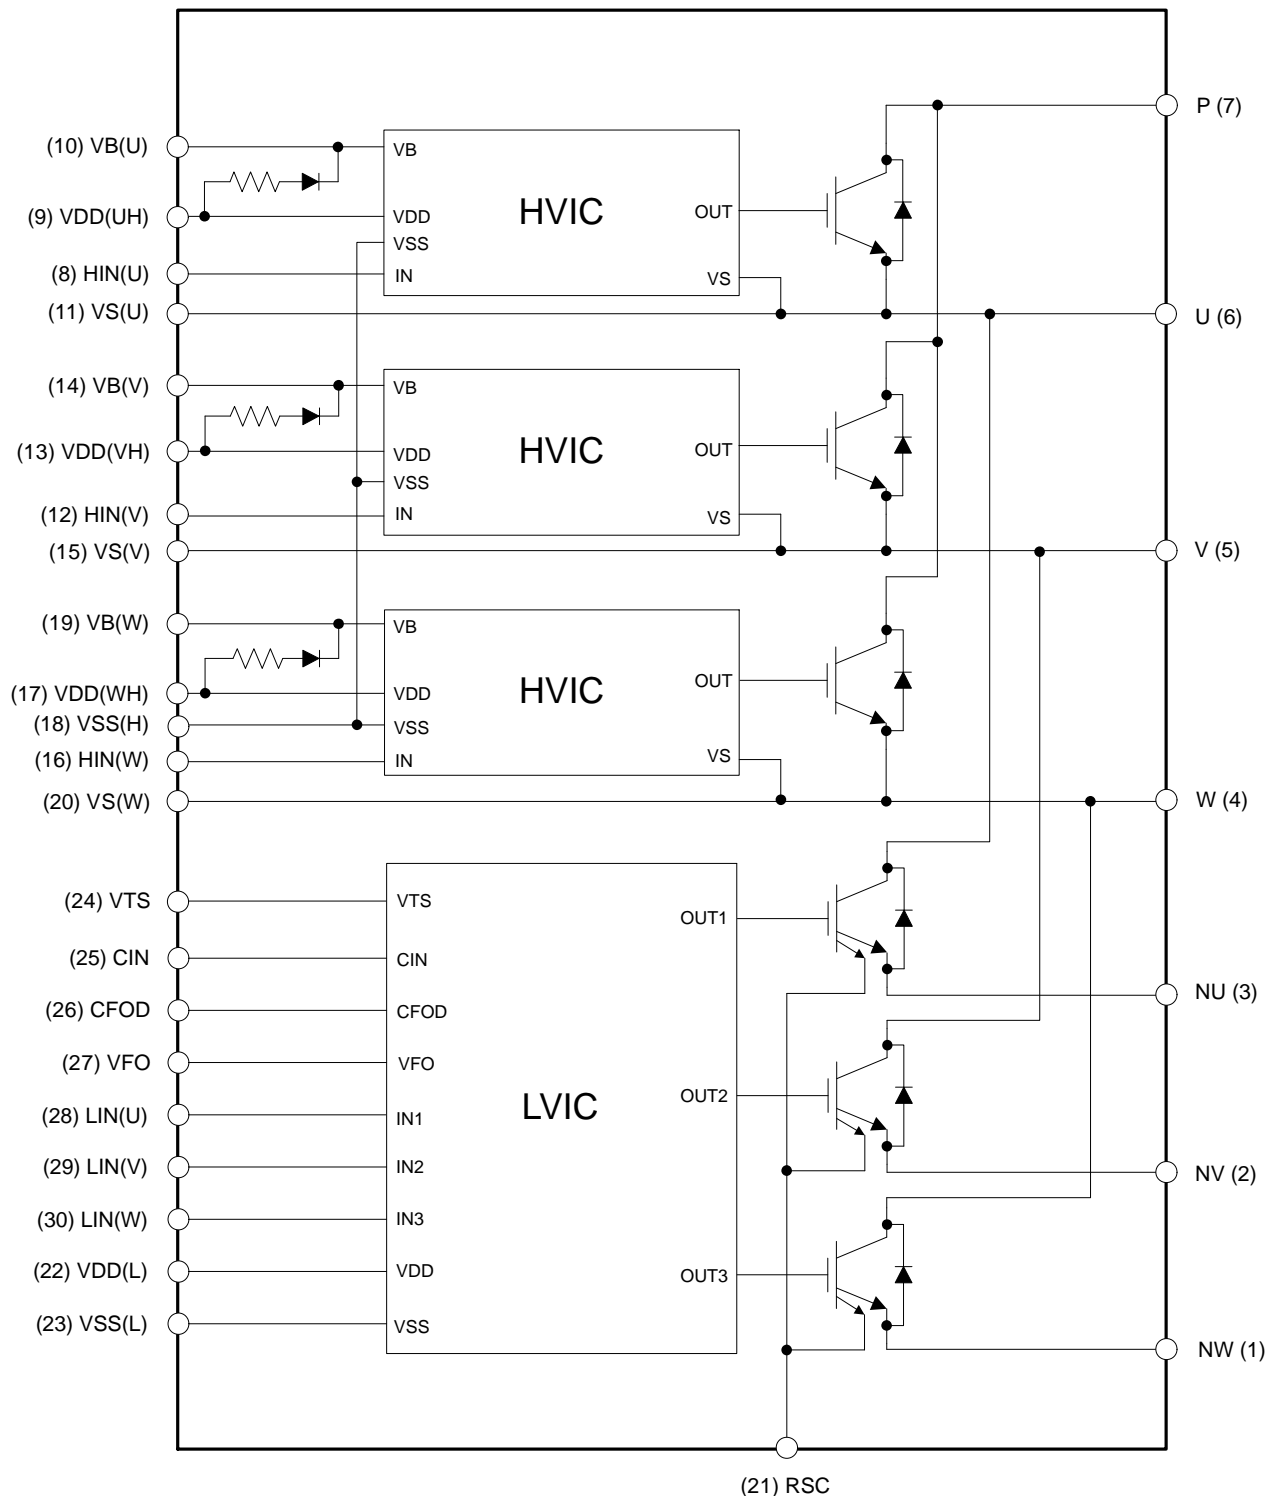 P (7)
(10) VB(U)
VB
(9) VDD(UH)
VDD
HVIC
OUT
VSS
(8) HIN(U)
IN
VS
(11) VS(U)
U (6)
(14) VB(V)
VB
(13) VDD(VH)
VDD
HVIC
OUT
VSS
(12) HIN(V)
IN
VS
(15) VS(V)
V (5)
(19) VB(W)
VB
(17) VDD(WH)
VDD
HVIC
OUT
(18) VSS(H)
VSS
(16) HIN(W)
IN
VS
(20) VS(W)
W (4)
(24) VTS
VTS
OUT1
(25) CIN
CIN
NU (3)
(26) CFOD
CFOD
(27) VFO
VFO
LVIC
OUT2
(28) LIN(U)
IN1
(29) LIN(V)
IN2
NV (2)
(30) LIN(W)
IN3
(22) VDD(L)
VDD
OUT3
(23) VSS(L)
VSS
NW (1)
(21) RSC